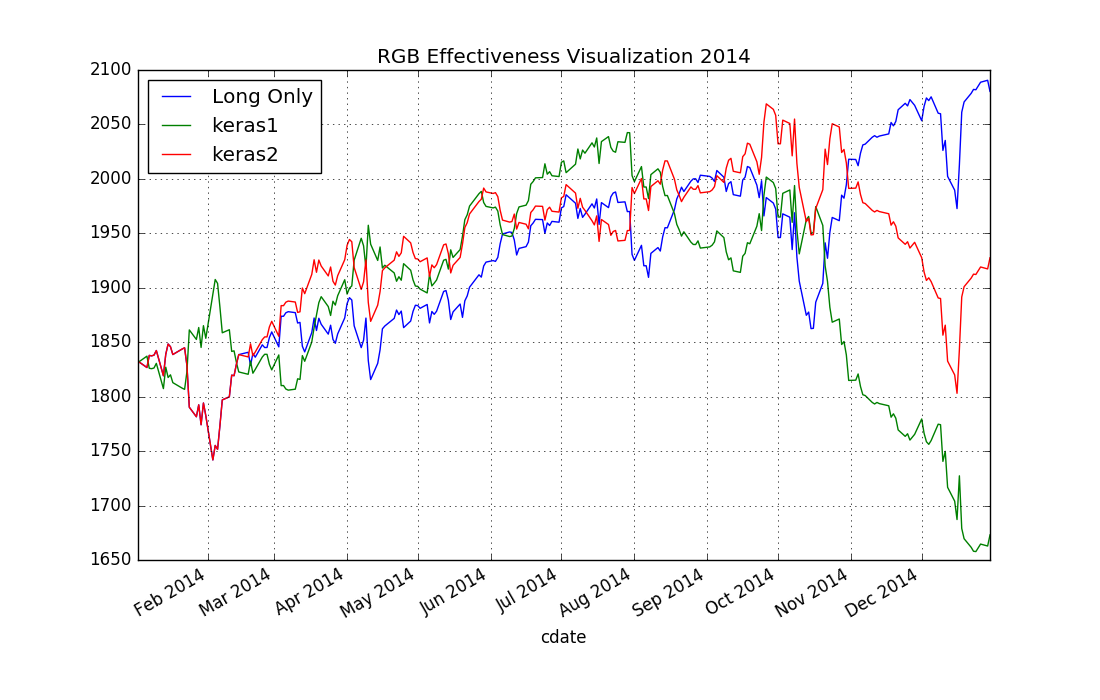 RGB Effectiveness Visualization 2014
2100
2050
2000
1950
1900
1850
1800
1750
1700
1650
Long Only
keras1
keras2
Feb 2014
Mar 2014
Apr 2014
May 2014
Jun 2014
Jul 2014
Aug 2014
Sep 2014
Oct 2014
Nov 2014
Dec 2014
cdate